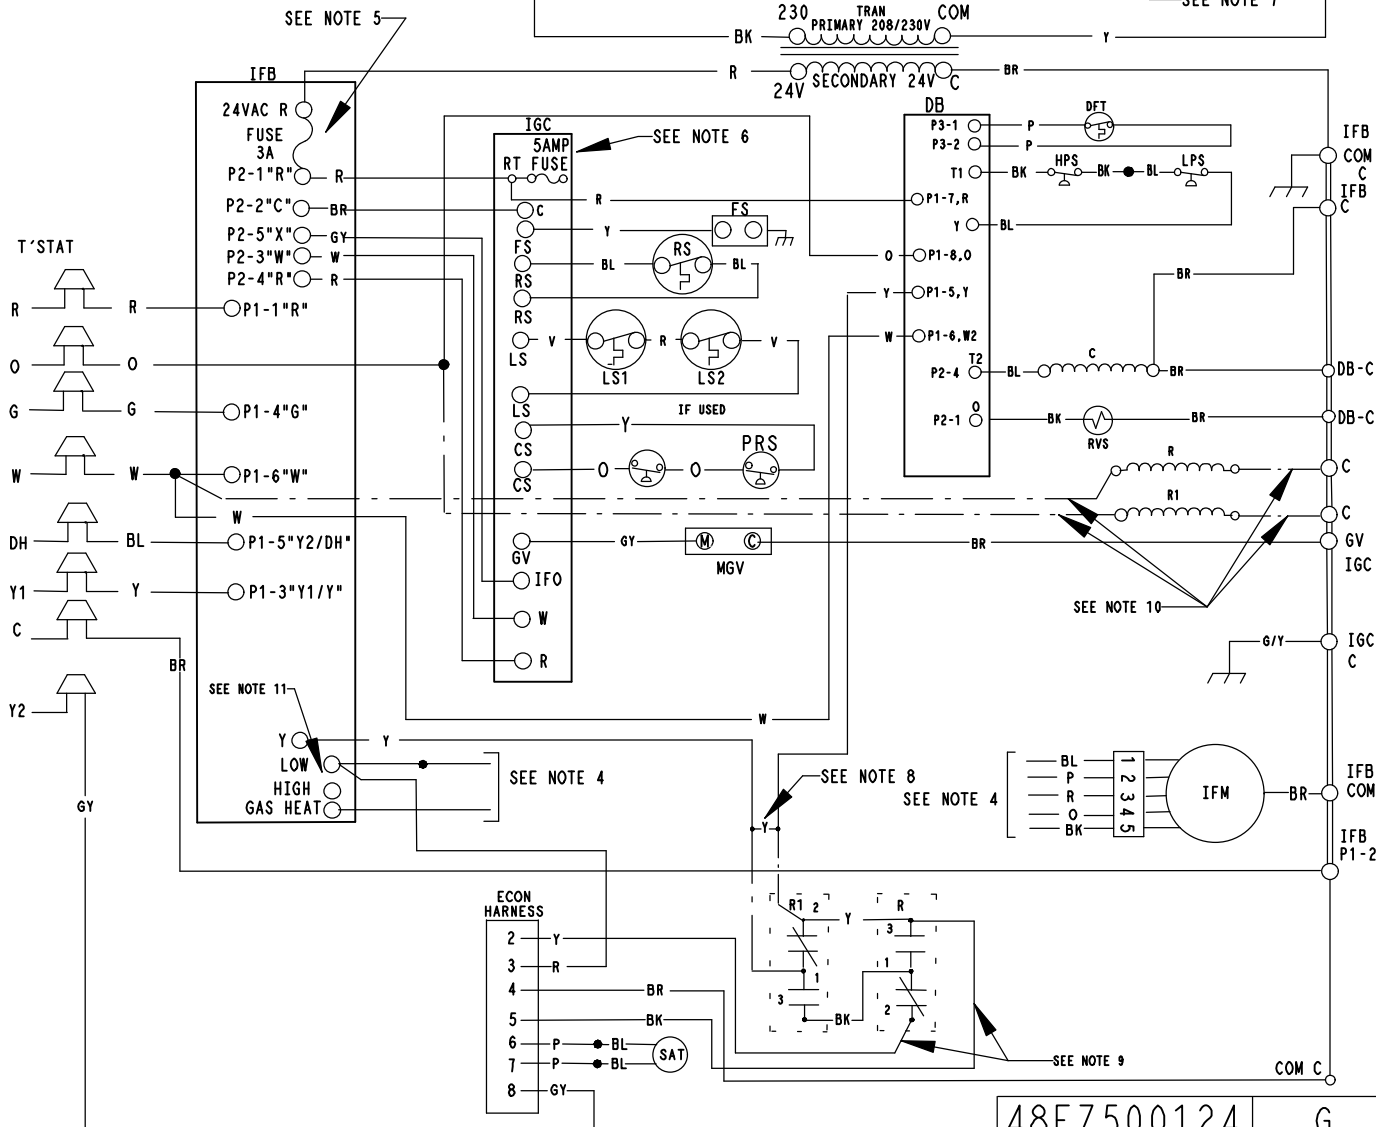 SEE NOTE 5
SEE NOTE 7
230
TRAN
COM
PRIMARY 208/230V
BK
Y
R
BR
24V
SECONDARY 24V
C
IFB
24VAC R
FUSE
3A
P2-1"R"
R
P2-2"C"
BR
P2-5"X"
GY
P2-3"W"
W
P2-4"R"
R
IGC
5AMP
RT FUSE
SEE NOTE 6
R
C
FS
Y
FS
BL
RS
BL
RS
RS
LS
V
R
V
LS1
LS2
LS
IF USED
Y
CS
O
O
PRS
CS
GV
GY
M
C
MGV
BR
IFO
W
R
DB
P3-1
P
DFT
P3-2
P
T1
BK
HPS
BK
BL
LPS
P1-7,R
Y
BL
O
P1-8,O
Y
P1-5,Y
W
P1-6,W2
BR
T2
P2-4
BL
C
BR
O
P2-1
BK
RVS
BR
R
R1
IFB
COM
C
IFB
C
DB-C
DB-C
C
C
GV
IGC
SEE NOTE 10
G/Y
IGC
C
T'STAT
R
R
P1-1"R"
O
O
G
G
P1-4"G"
W
W
P1-6"W"
W
DH
BL
P1-5"Y2/DH"
Y1
Y
P1-3"Y1/Y"
C
BR
Y2
GY
SEE NOTE 11
Y
Y
LOW
HIGH
GAS HEAT
SEE NOTE 4
W
SEE NOTE 8
Y
SEE NOTE 4
BL
P
R
O
BK
1
2
3
4
5
IFM
BR
IFB
COM
IFB
P1-2
ECON
HARNESS
2
Y
3
R
4
BR
5
BK
6
P
BL
7
P
BL
SAT
8
GY
R1
2
Y
R
3
1
1
3
BK
2
SEE NOTE 9
COM C
48E7500124
G